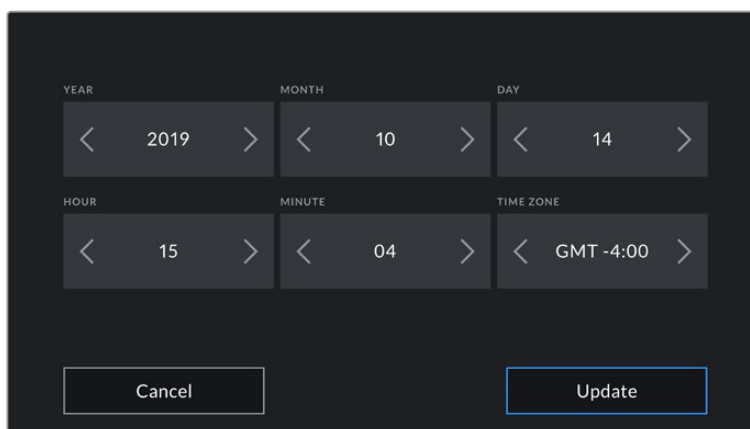 YEAR MONTH DAY
2019 10 14
HOUR MINUTE TIME ZONE
15 04 GMT -4:00
Cancel Update